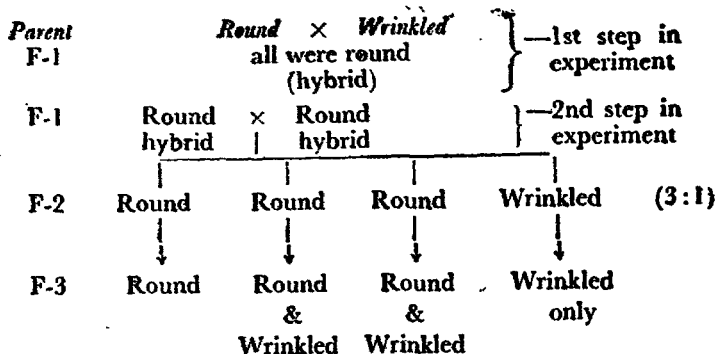 Parent Round × Wrinkled
F-1 all were round —1st step in
(hybrid) experiment
F-1 Round × Round —2nd step in
hybrid hybrid experiment
F-2 Round Round Round Wrinkled (3:1)
F-3 Round Round Round Wrinkled
& & only
Wrinkled Wrinkled